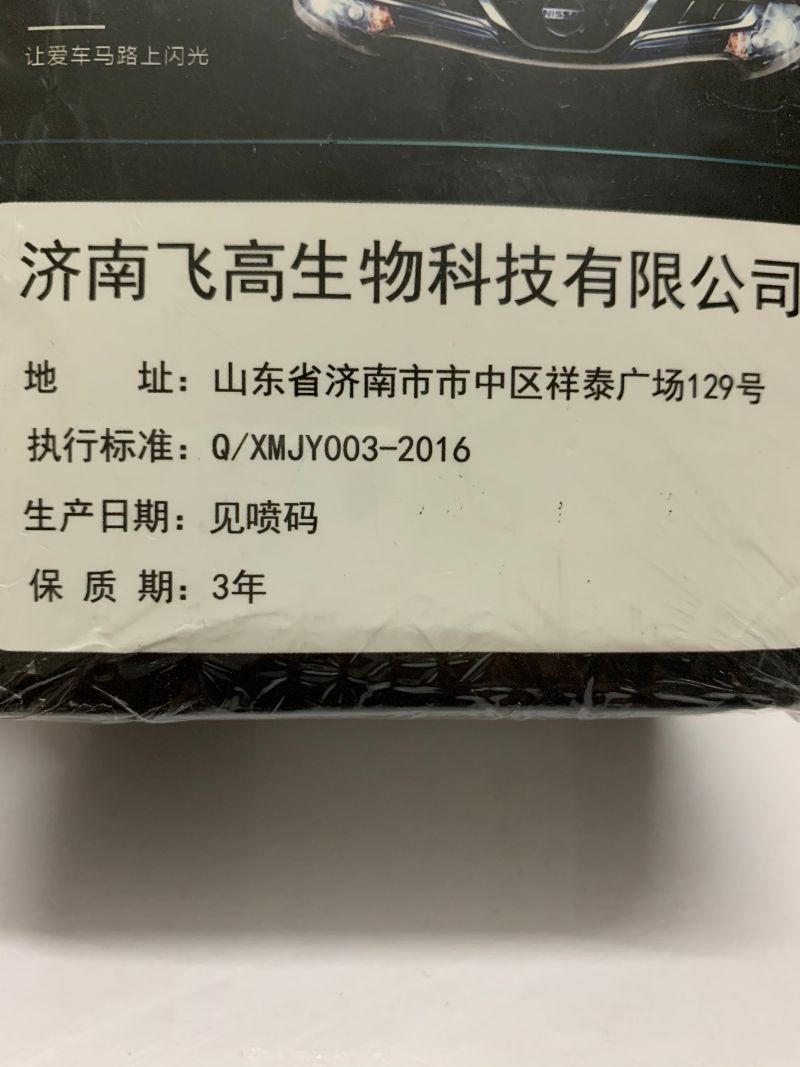 NISSAN
让爱车马路上闪光
济南飞高生物科技有限公司
地 址：山东省济南市市中区祥泰广场129号
执行标准：Q/XMJY003-2016
生产日期：见喷码
保 质 期：3年